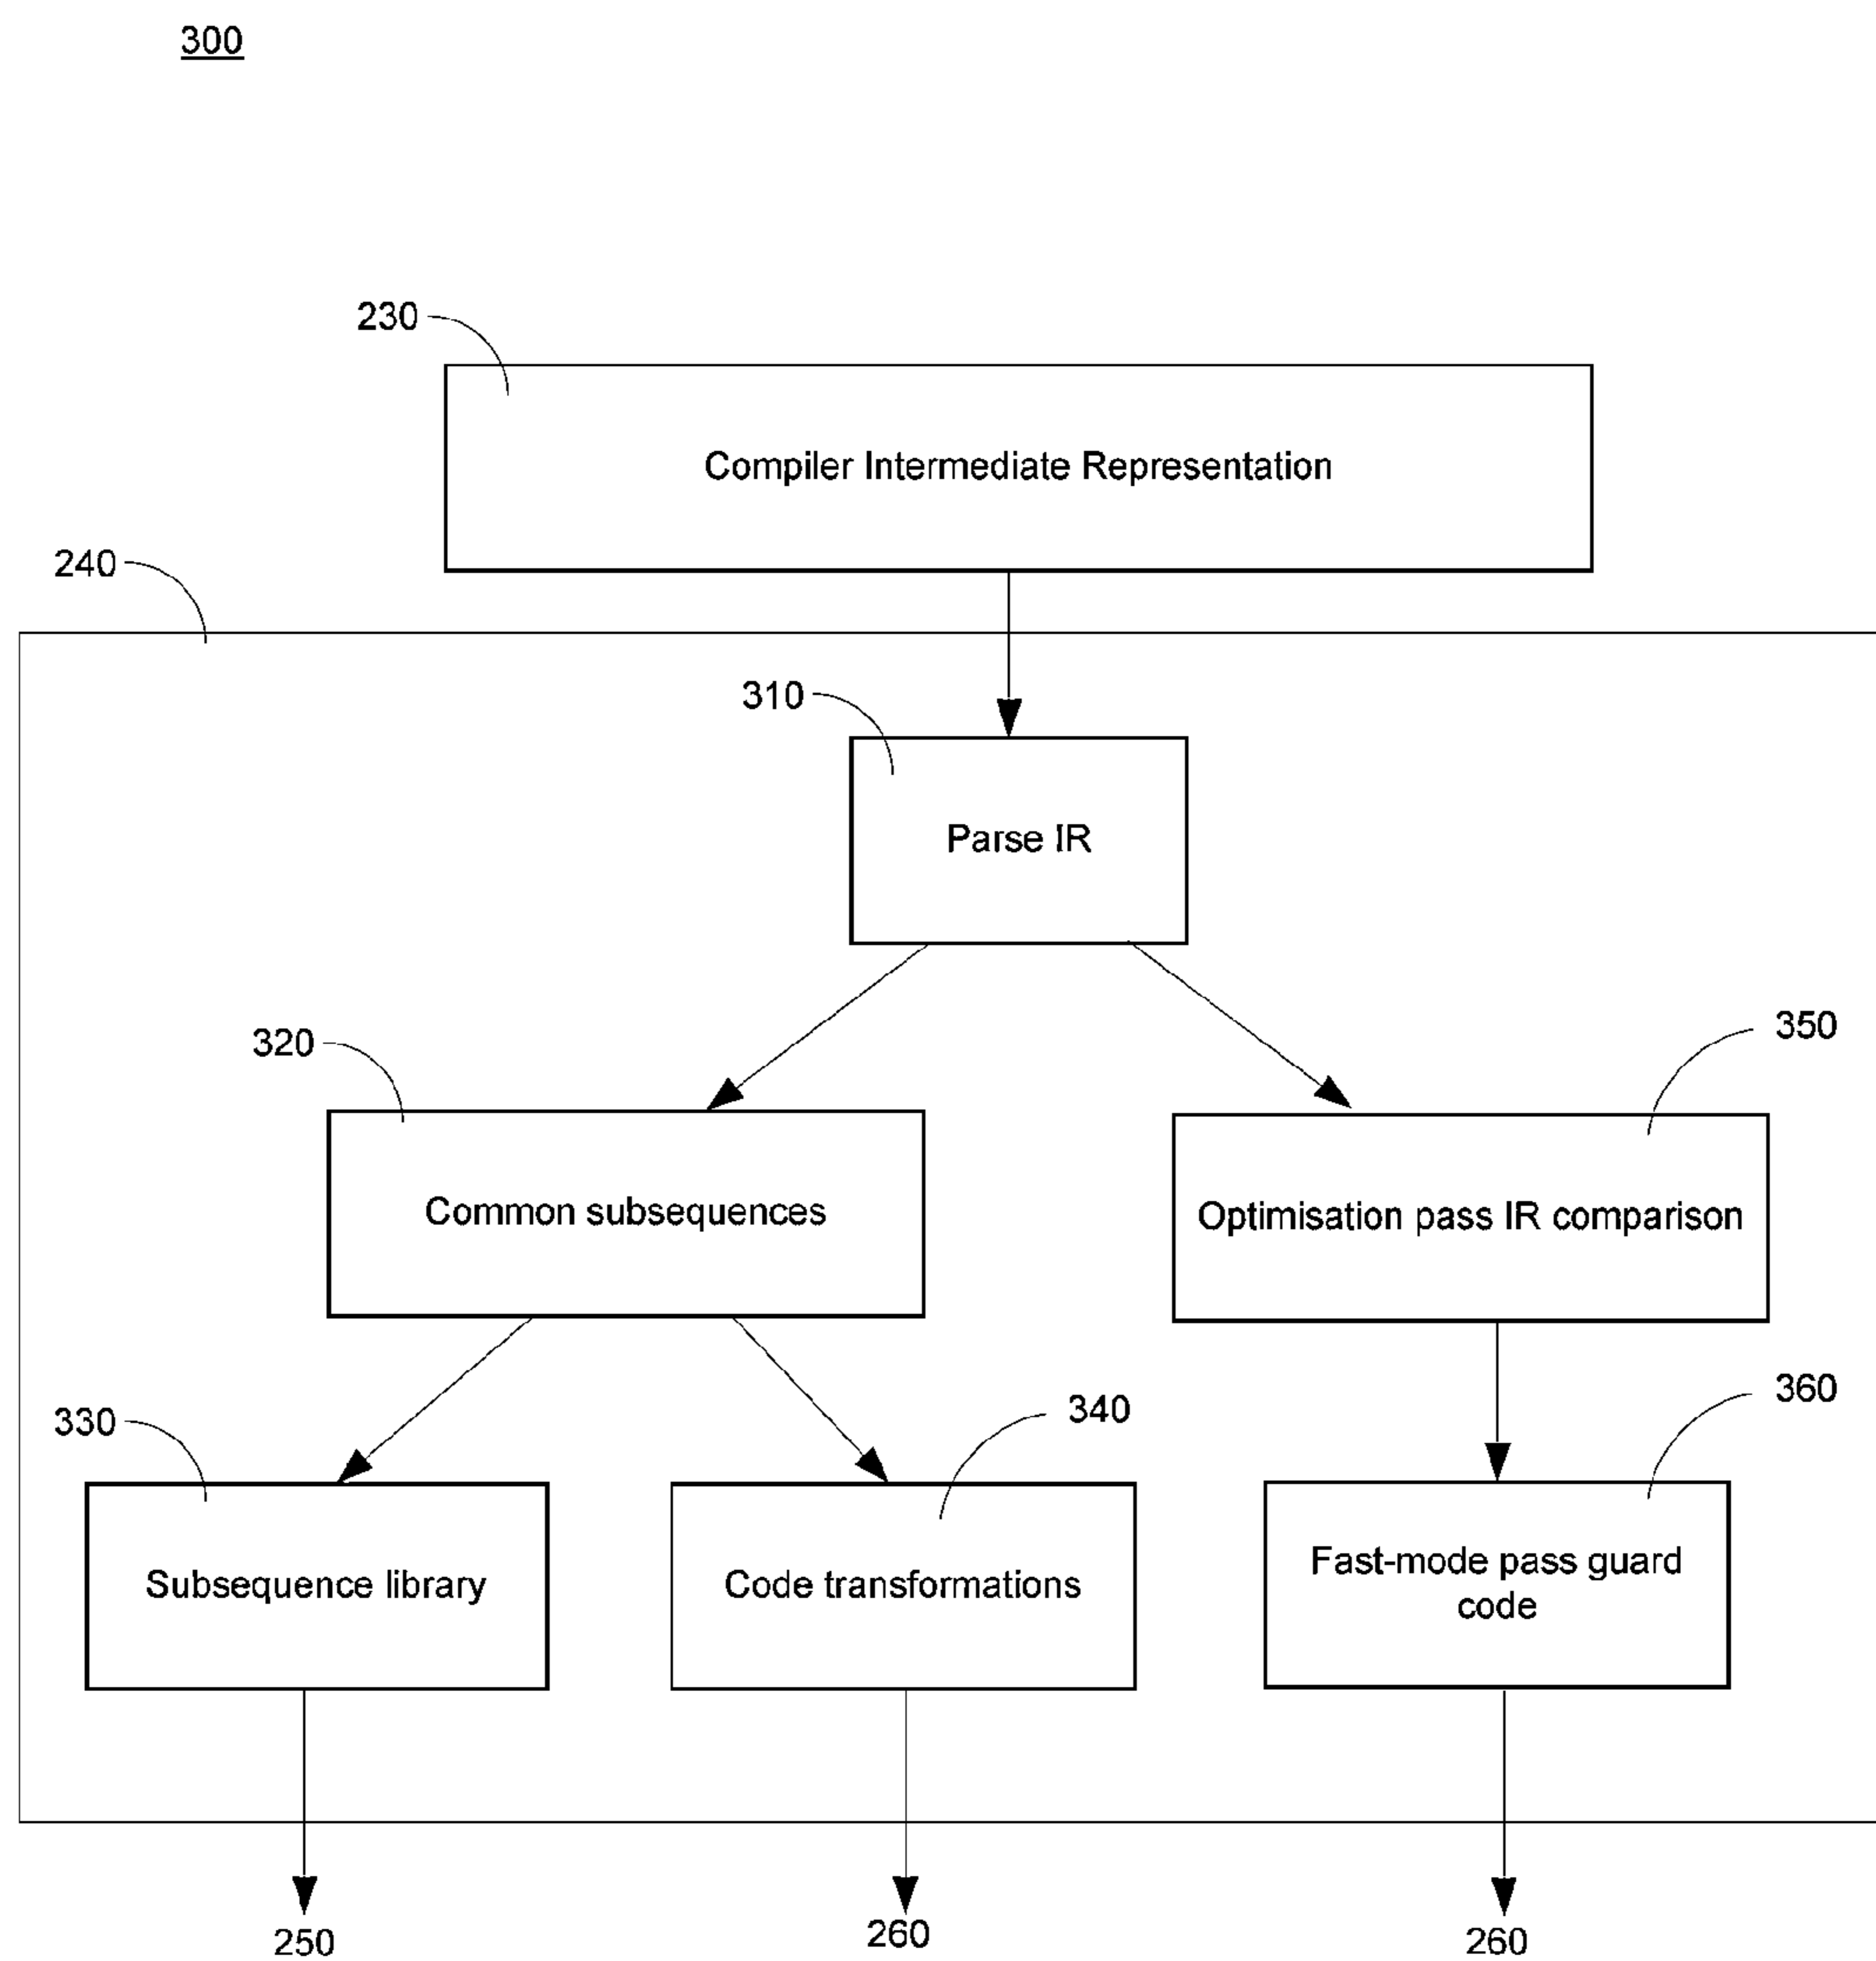 300
230
Compiler Intermediate Representation
240
310
Parse IR
320
350
Common subsequences
Optimisation pass IR comparison
330
340
360
Subsequence library
Code transformations
Fast-mode pass guard
code
250
260
260